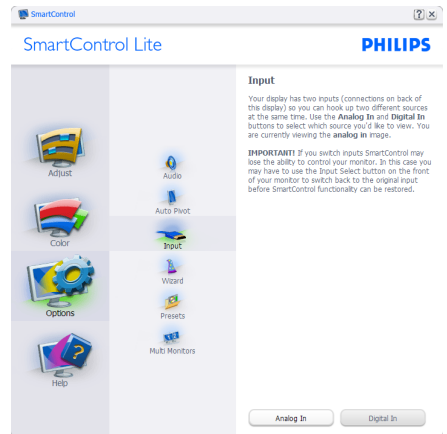 SmartControl
SmartControl Lite
PHILIPS
Adjust
Color
Options
Help
Audio
Auto Pivot
Input
Wizard
Presets
Multi Monitors
Input
Your display has two inputs (connections on back of
this display) so you can hook up two different sources
at the same time. Use the Analog In and Digital In
buttons to select which source you'd like to view. You
are currently viewing the analog in image.
IMPORTANT! If you switch inputs SmartControl may
lose the ability to control your monitor. In this case you
may have to use the Input Select button on the front
of your monitor to switch back to the original input
before SmartControl functionality can be restored.
Analog In
Digital In